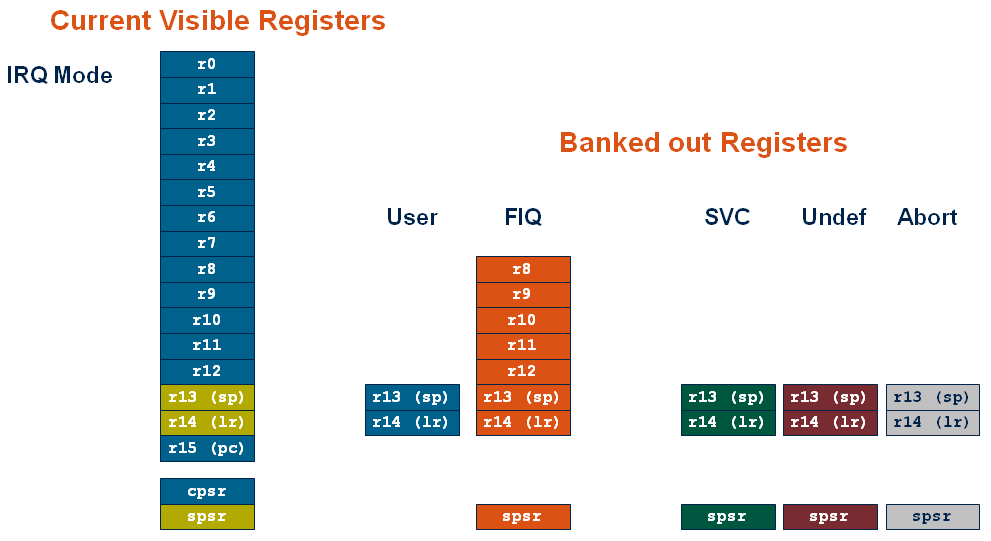 Current Visible Registers
IRQ Mode
r0
r1
r2
r3
r4
r5
r6
r7
r8
r9
r10
r11
r12
r13 (sp)
r14 (lr)
r15 (pc)
cpsr
spsr
Banked out Registers
User
r13 (sp)
r14 (lr)
FIQ
r8
r9
r10
r11
r12
r13 (sp)
r14 (lr)
spsr
SVC
r13 (sp)
r14 (lr)
spsr
Undef
r13 (sp)
r14 (lr)
spsr
Abort
r13 (sp)
r14 (lr)
spsr